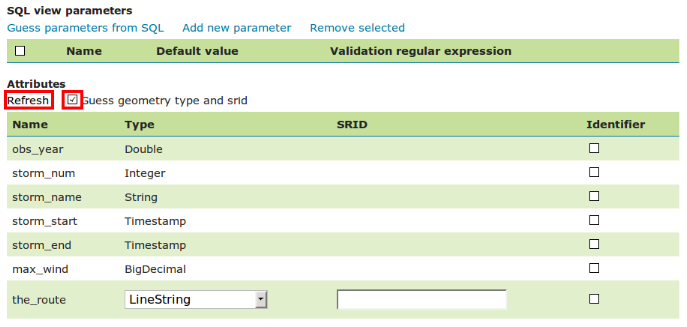 SQL view parameters
Guess parameters from SQL Add new parameter Remove selected
Name Default value Validation regular expression
Attributes
Refresh Guess geometry type and srid
Name Type SRID Identifier
obs_year Double
storm_num Integer
storm_name String
storm_start Timestamp
storm_end Timestamp
max_wind BigDecimal
the_route LineString